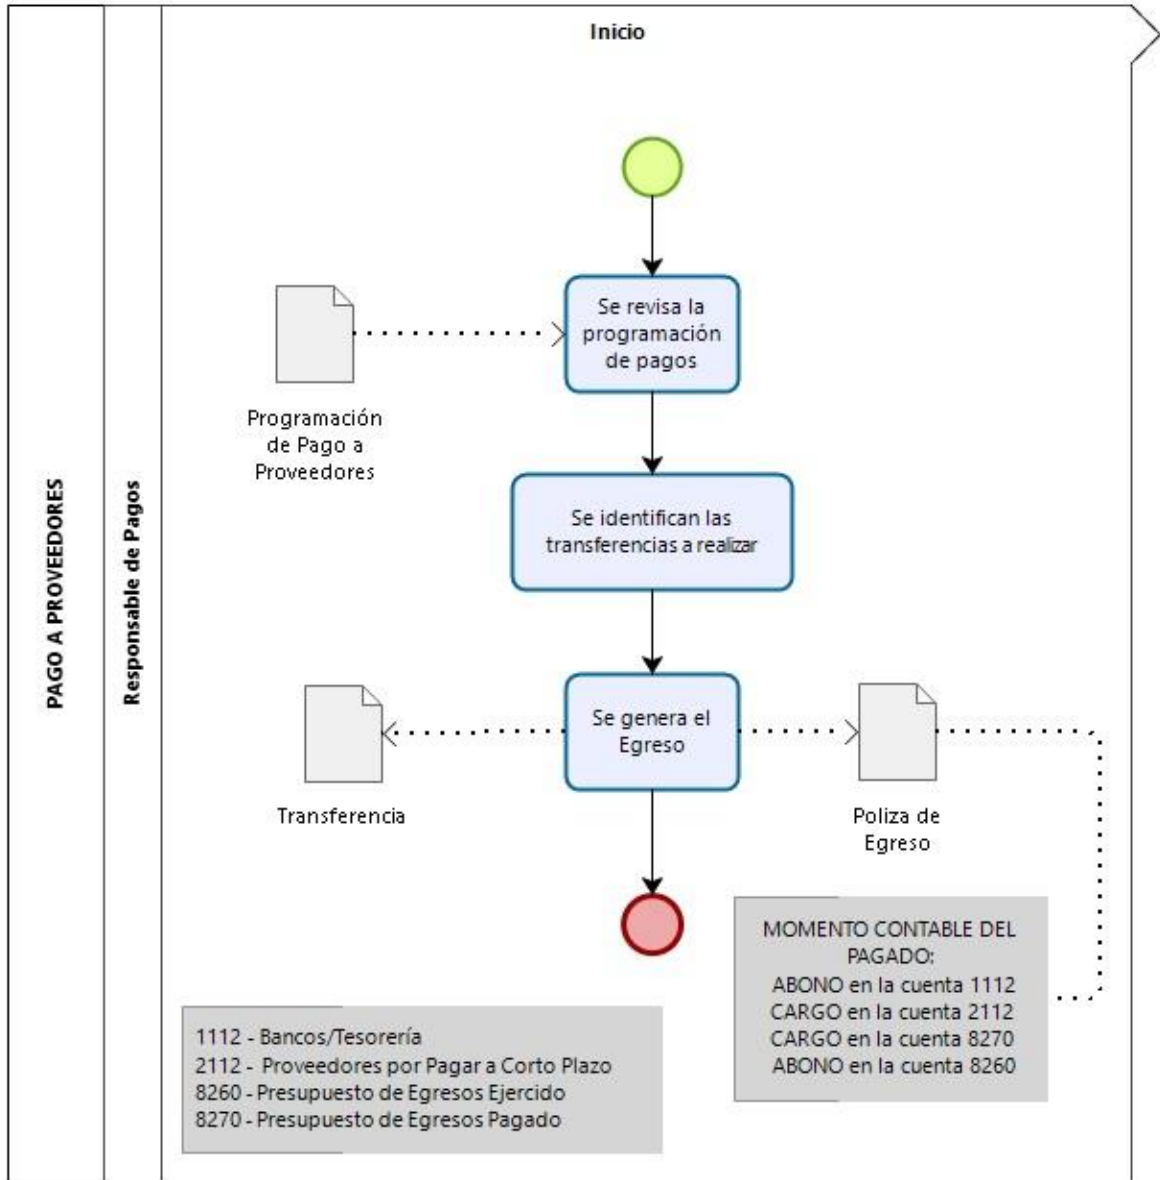 PAGO A PROVEEDORES
Responsable de Pagos
Inicio
Se revisa la
programación
de pagos
Programación
de Pago a
Proveedores
Se identifican las
transferencias a realizar
Se genera el
Egreso
Transferencia
Poliza de
Egreso
MOMENTO CONTABLE DEL
PAGADO:
ABONO en la cuenta 1112
CARGO en la cuenta 2112
CARGO en la cuenta 8270
ABONO en la cuenta 8260
1112 - Bancos/Tesorería
2112 - Proveedores por Pagar a Corto Plazo
8260 - Presupuesto de Egresos Ejercido
8270 - Presupuesto de Egresos Pagado